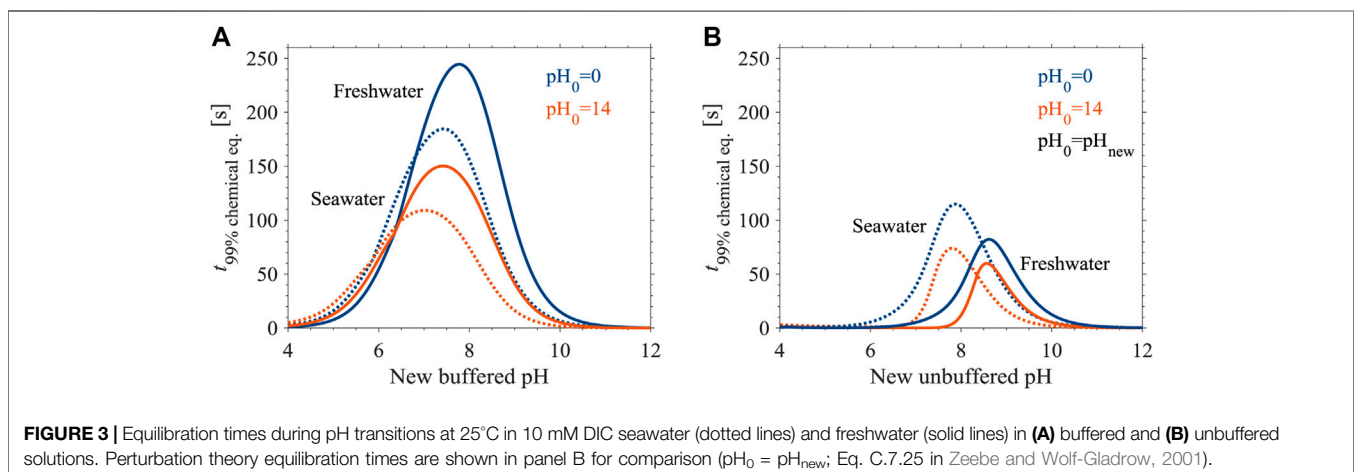 A
250
200
150
100
50
0
t99% chemical eq. [s]
Freshwater
Seawater
pH0=0
pH0=14
4
6
8
10
12
New buffered pH
B
250
200
150
100
50
0
t99% chemical eq. [s]
pH0=0
pH0=14
pH0=pHnew
Seawater
Freshwater
4
6
8
10
12
New unbuffered pH
FIGURE 3 | Equilibration times during pH transitions at 25°C in 10 mM DIC seawater (dotted lines) and freshwater (solid lines) in (A) buffered and (B) unbuffered
solutions. Perturbation theory equilibration times are shown in panel B for comparison (pH0 = pHnew; Eq. C.7.25 in Zeebe and Wolf-Gladrow, 2001).